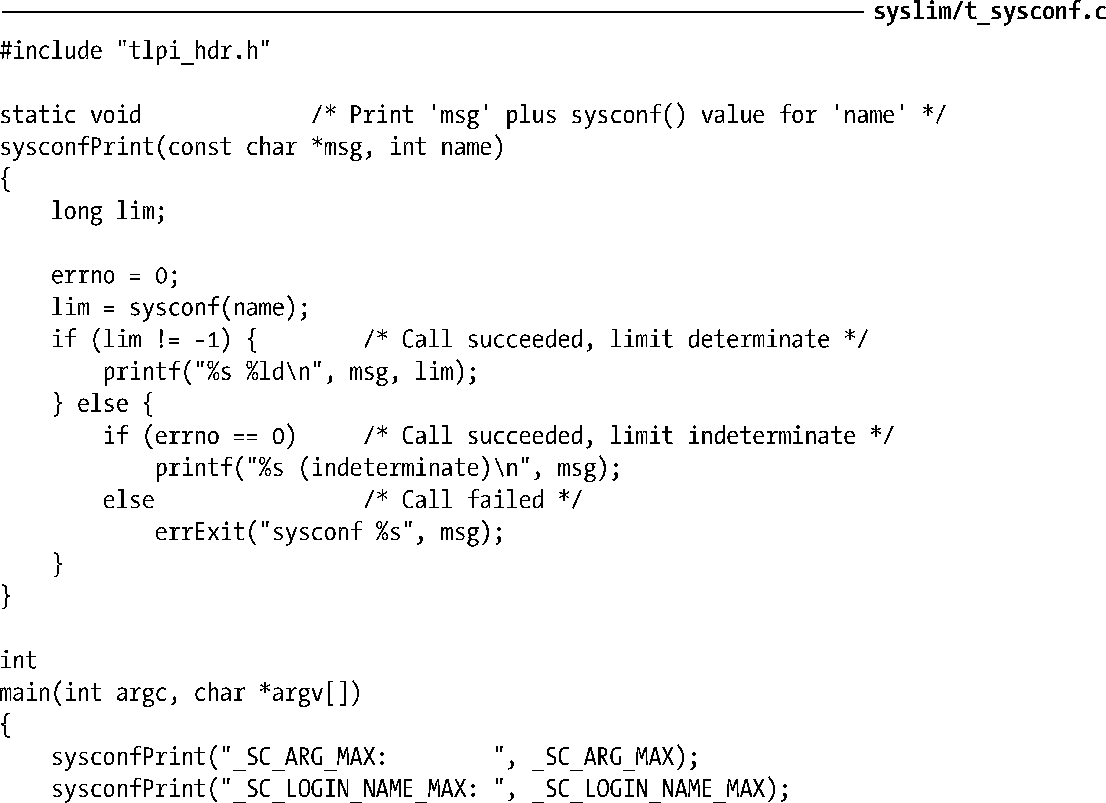 syslim/t_sysconf.c
#include "tlpi_hdr.h"
static void             /* Print 'msg' plus sysconf() value for 'name' */
sysconfPrint(const char *msg, int name)
{
    long lim;
    errno = 0;
    lim = sysconf(name);
    if (lim != -1) {        /* Call succeeded, limit determinate */
        printf("%s %ld\n", msg, lim);
    } else {
        if (errno == 0)     /* Call succeeded, limit indeterminate */
            printf("%s (indeterminate)\n", msg);
        else                /* Call failed */
            errExit("sysconf %s", msg);
    }
}
int
main(int argc, char *argv[])
{
    sysconfPrint("_SC_ARG_MAX:        ", _SC_ARG_MAX);
    sysconfPrint("_SC_LOGIN_NAME_MAX: ", _SC_LOGIN_NAME_MAX);